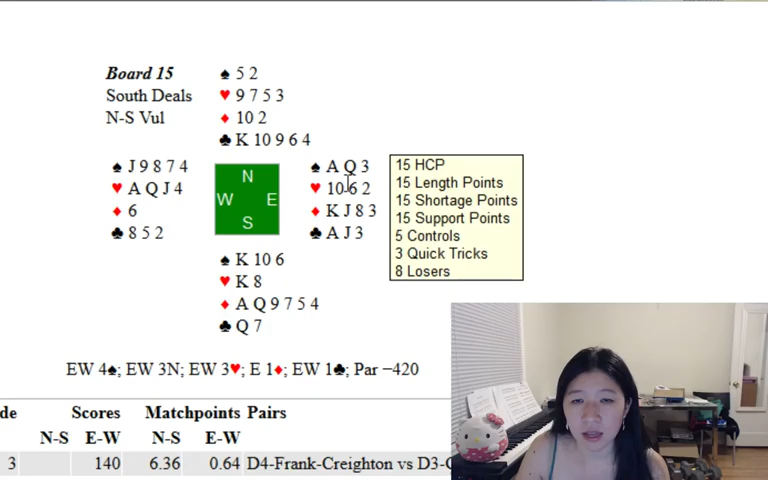 Board 15
South Deals
N-S Vul
♠ 5 2
♥ 9 7 5 3
♦ 10 2
♣ K 10 9 6 4
♠ J 9 8 7 4
♥ A Q J 4
♦ 6
♣ 8 5 2
N
W E
S
♠ A Q 3
♥ 10 6 2
♦ K J 8 3
♣ A J 3
15 HCP
15 Length Points
15 Shortage Points
15 Support Points
5 Controls
3 Quick Tricks
8 Losers
♠ K 10 6
♥ K 8
♦ A Q 9 7 5 4
♣ Q 7
EW 4♠; EW 3N; EW 3♥; E 1♦; EW 1♣; Par −420
de Scores Matchpoints Pairs
N-S E-W N-S E-W
3 140 6.36 0.64 D4-Frank-Creighton vs D3-